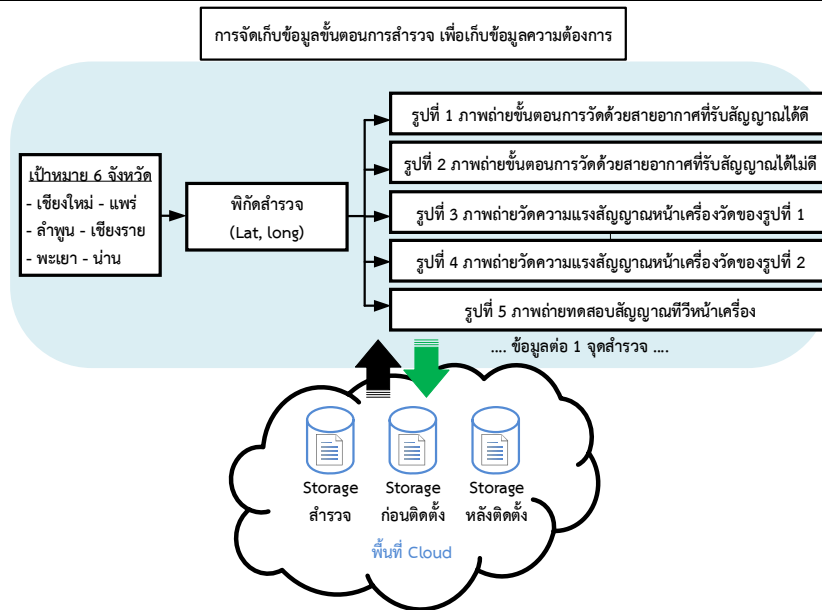 การจัดเก็บข้อมูลขั้นตอนการสำรวจ เพื่อเก็บข้อมูลความต้องการ
เป้าหมาย 6 จังหวัด
- เชียงใหม่ - แพร่
- ลำพูน - เชียงราย
- พะเยา - น่าน
พิกัดสำรวจ
(Lat, long)
รูปที่ 1 ภาพถ่ายขั้นตอนการวัดด้วยสายอากาศที่รับสัญญาณได้ดี
รูปที่ 2 ภาพถ่ายขั้นตอนการวัดด้วยสายอากาศที่รับสัญญาณได้ไม่ดี
รูปที่ 3 ภาพถ่ายวัดความแรงสัญญาณหน้าเครื่องวัดของรูปที่ 1
รูปที่ 4 ภาพถ่ายวัดความแรงสัญญาณหน้าเครื่องวัดของรูปที่ 2
รูปที่ 5 ภาพถ่ายทดสอบสัญญาณทีวีหน้าเครื่อง
.... ข้อมูลต่อ 1 จุดสำรวจ ....
Storage
สำรวจ
Storage
ก่อนติดตั้ง
Storage
หลังติดตั้ง
พื้นที่ Cloud